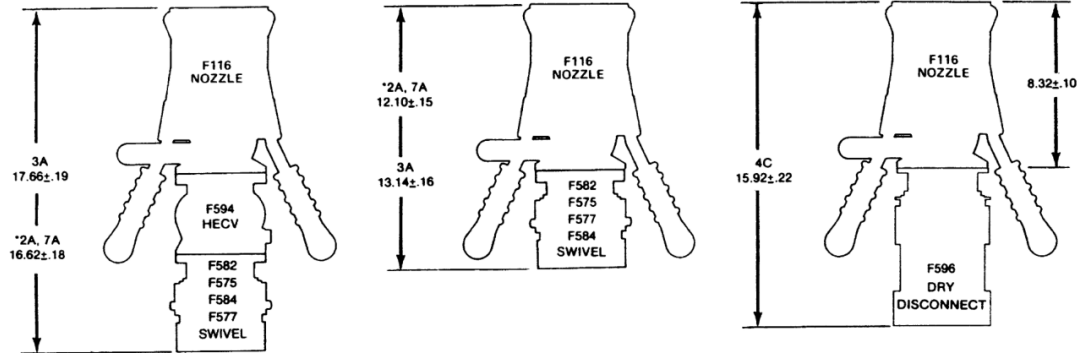 F116
NOZZLE
3A
17.66±.19
*2A, 7A
16.62±.18
F594
HECV
F582
F575
F584
F577
SWIVEL
F116
NOZZLE
*2A, 7A
12.10±.15
3A
13.14±.16
F582
F575
F577
F584
SWIVEL
F116
NOZZLE
8.32±.10
4C
15.92±.22
F596
DRY
DISCONNECT